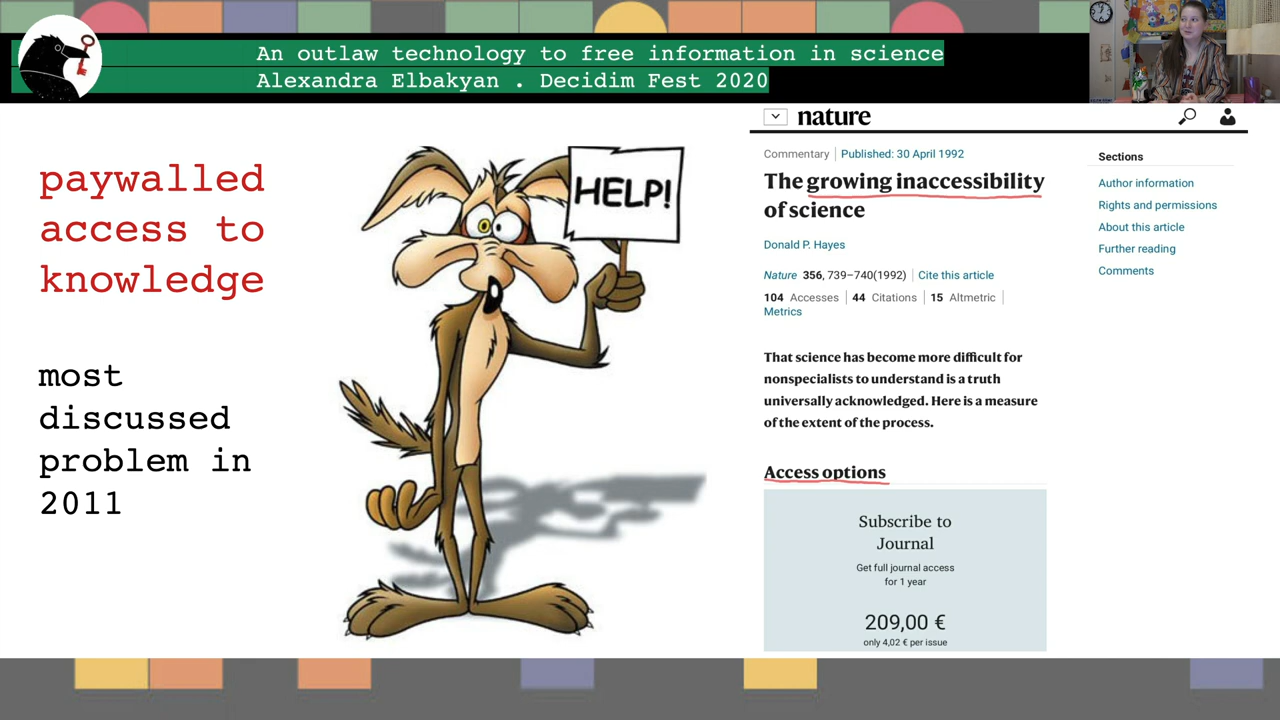 An outlaw technology to free information in science
Alexandra Elbakyan . Decidim Fest 2020
paywalled
access to
knowledge
most
discussed
problem in
2011
HELP!
nature
Commentary | Published: 30 April 1992
The growing inaccessibility
of science
Donald P. Hayes
Nature 356, 739–740(1992) | Cite this article
104 Accesses | 44 Citations | 15 Altmetric |
Metrics
That science has become more difficult for
nonspecialists to understand is a truth
universally acknowledged. Here is a measure
of the extent of the process.
Access options
Subscribe to
Journal
Get full journal access
for 1 year
209,00 €
only 4,02 € per issue
Sections
Author information
Rights and permissions
About this article
Further reading
Comments